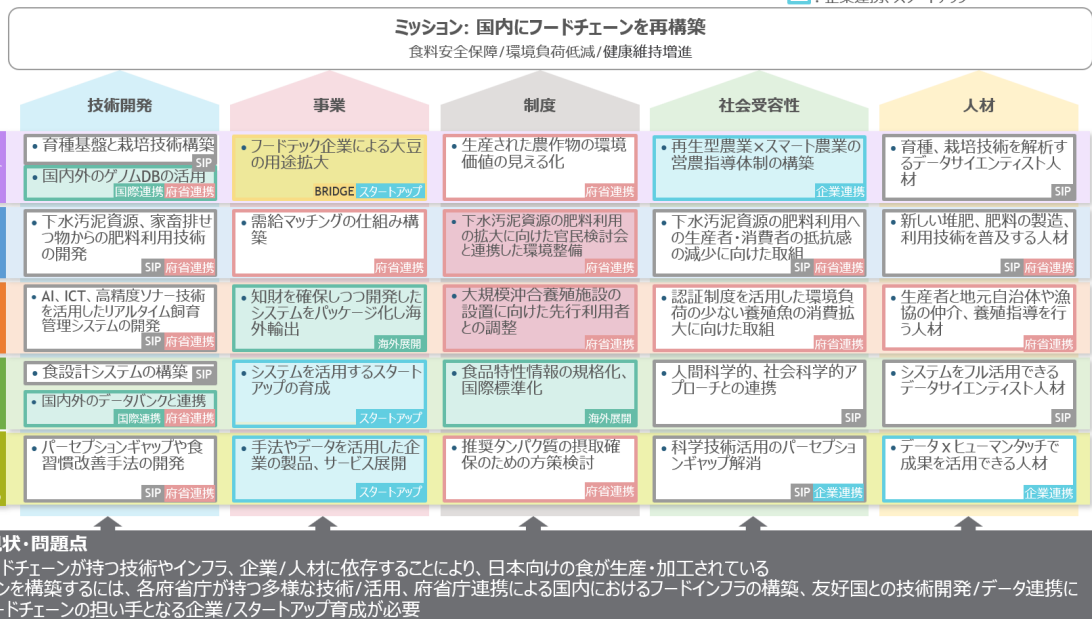 ミッション: 国内にフードチェーンを再構築
食料安全保障/環境負荷低減/健康維持増進
技術開発
事業
制度
社会受容性
人材
• 育種基盤と栽培技術構築
SIP
• 国内外のゲノムDBの活用
国際連携 府省連携
• フードテック企業による大豆
の用途拡大
BRIDGE スタートアップ
• 生産された農作物の環境
価値の見える化
府省連携
• 再生型農業×スマート農業の
営農指導体制の構築
企業連携
• 育種、栽培技術を解析す
るデータサイエンティスト人
材
SIP
• 下水汚泥資源、家畜排せ
つ物からの肥料利用技術
の開発
SIP 府省連携
• 需給マッチングの仕組み構
築
府省連携
• 下水汚泥資源の肥料利用
の拡大に向けた官民検討会
と連携した環境整備
府省連携
• 下水汚泥資源の肥料利用へ
の生産者・消費者の抵抗感
の減少に向けた取組
SIP 府省連携
• 新しい堆肥、肥料の製造、
利用技術を普及する人材
SIP 府省連携
• AI、ICT、高精度ソナー技術
を活用したリアルタイム飼育
管理システムの開発
SIP 府省連携
• 知財を確保しつつ開発した
システムをパッケージ化し海
外輸出
海外展開
• 大規模沖合養殖施設の
設置に向けた先行利用者
との調整
府省連携
• 認証制度を活用した環境負
荷の少ない養殖魚の消費拡
大に向けた取組
府省連携
• 生産者と地元自治体や漁
協の仲介、養殖指導を行
う人材
府省連携
• 食設計システムの構築 SIP
• 国内外のデータバンクと連携
国際連携 府省連携
• システムを活用するスタート
アップの育成
スタートアップ
• 食品特性情報の規格化、
国際標準化
海外展開
• 人間科学的、社会科学的ア
プローチとの連携
SIP
• システムをフル活用できる
データサイエンティスト人材
SIP
• パーセプションギャップや食
習慣改善手法の開発
SIP 府省連携
• 手法やデータを活用した企
業の製品、サービス展開
スタートアップ
• 推奨タンパク質の摂取確
保のための方策検討
府省連携
• 科学技術活用のパーセプショ
ンギャップ解消
SIP 企業連携
• データ×ヒューマンタッチで
成果を活用できる人材
企業連携
状・問題点
ドチェーンが持つ技術やインフラ、企業/人材に依存することにより、日本向けの食が生産・加工されている
ンを構築するには、各府省庁が持つ多様な技術/活用、府省庁連携による国内におけるフードインフラの構築、友好国との技術開発/データ連携に
ードチェーンの担い手となる企業/スタートアップ育成が必要